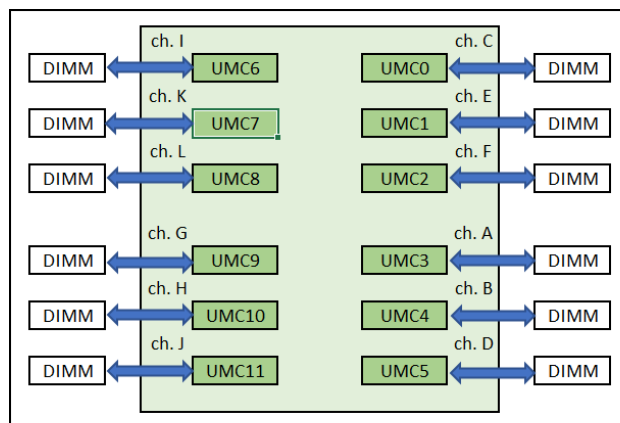 ch. I ch. C
DIMM UMC6 UMC0 DIMM
ch. K ch. E
DIMM UMC7 UMC1 DIMM
ch. L ch. F
DIMM UMC8 UMC2 DIMM
ch. G ch. A
DIMM UMC9 UMC3 DIMM
ch. H ch. B
DIMM UMC10 UMC4 DIMM
ch. J ch. D
DIMM UMC11 UMC5 DIMM